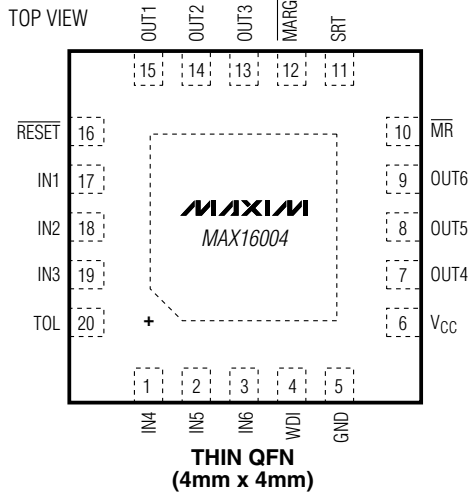 TOP VIEW
OUT1 OUT2 OUT3 MARG SRT
15 14 13 12 11
RESET 16 10 MR
IN1 17 9 OUT6
MAXIM
IN2 18 MAX16004 8 OUT5
IN3 19 7 OUT4
TOL 20 + 6 VCC
1 2 3 4 5
IN4 IN5 IN6 WDI GND
THIN QFN
(4mm x 4mm)